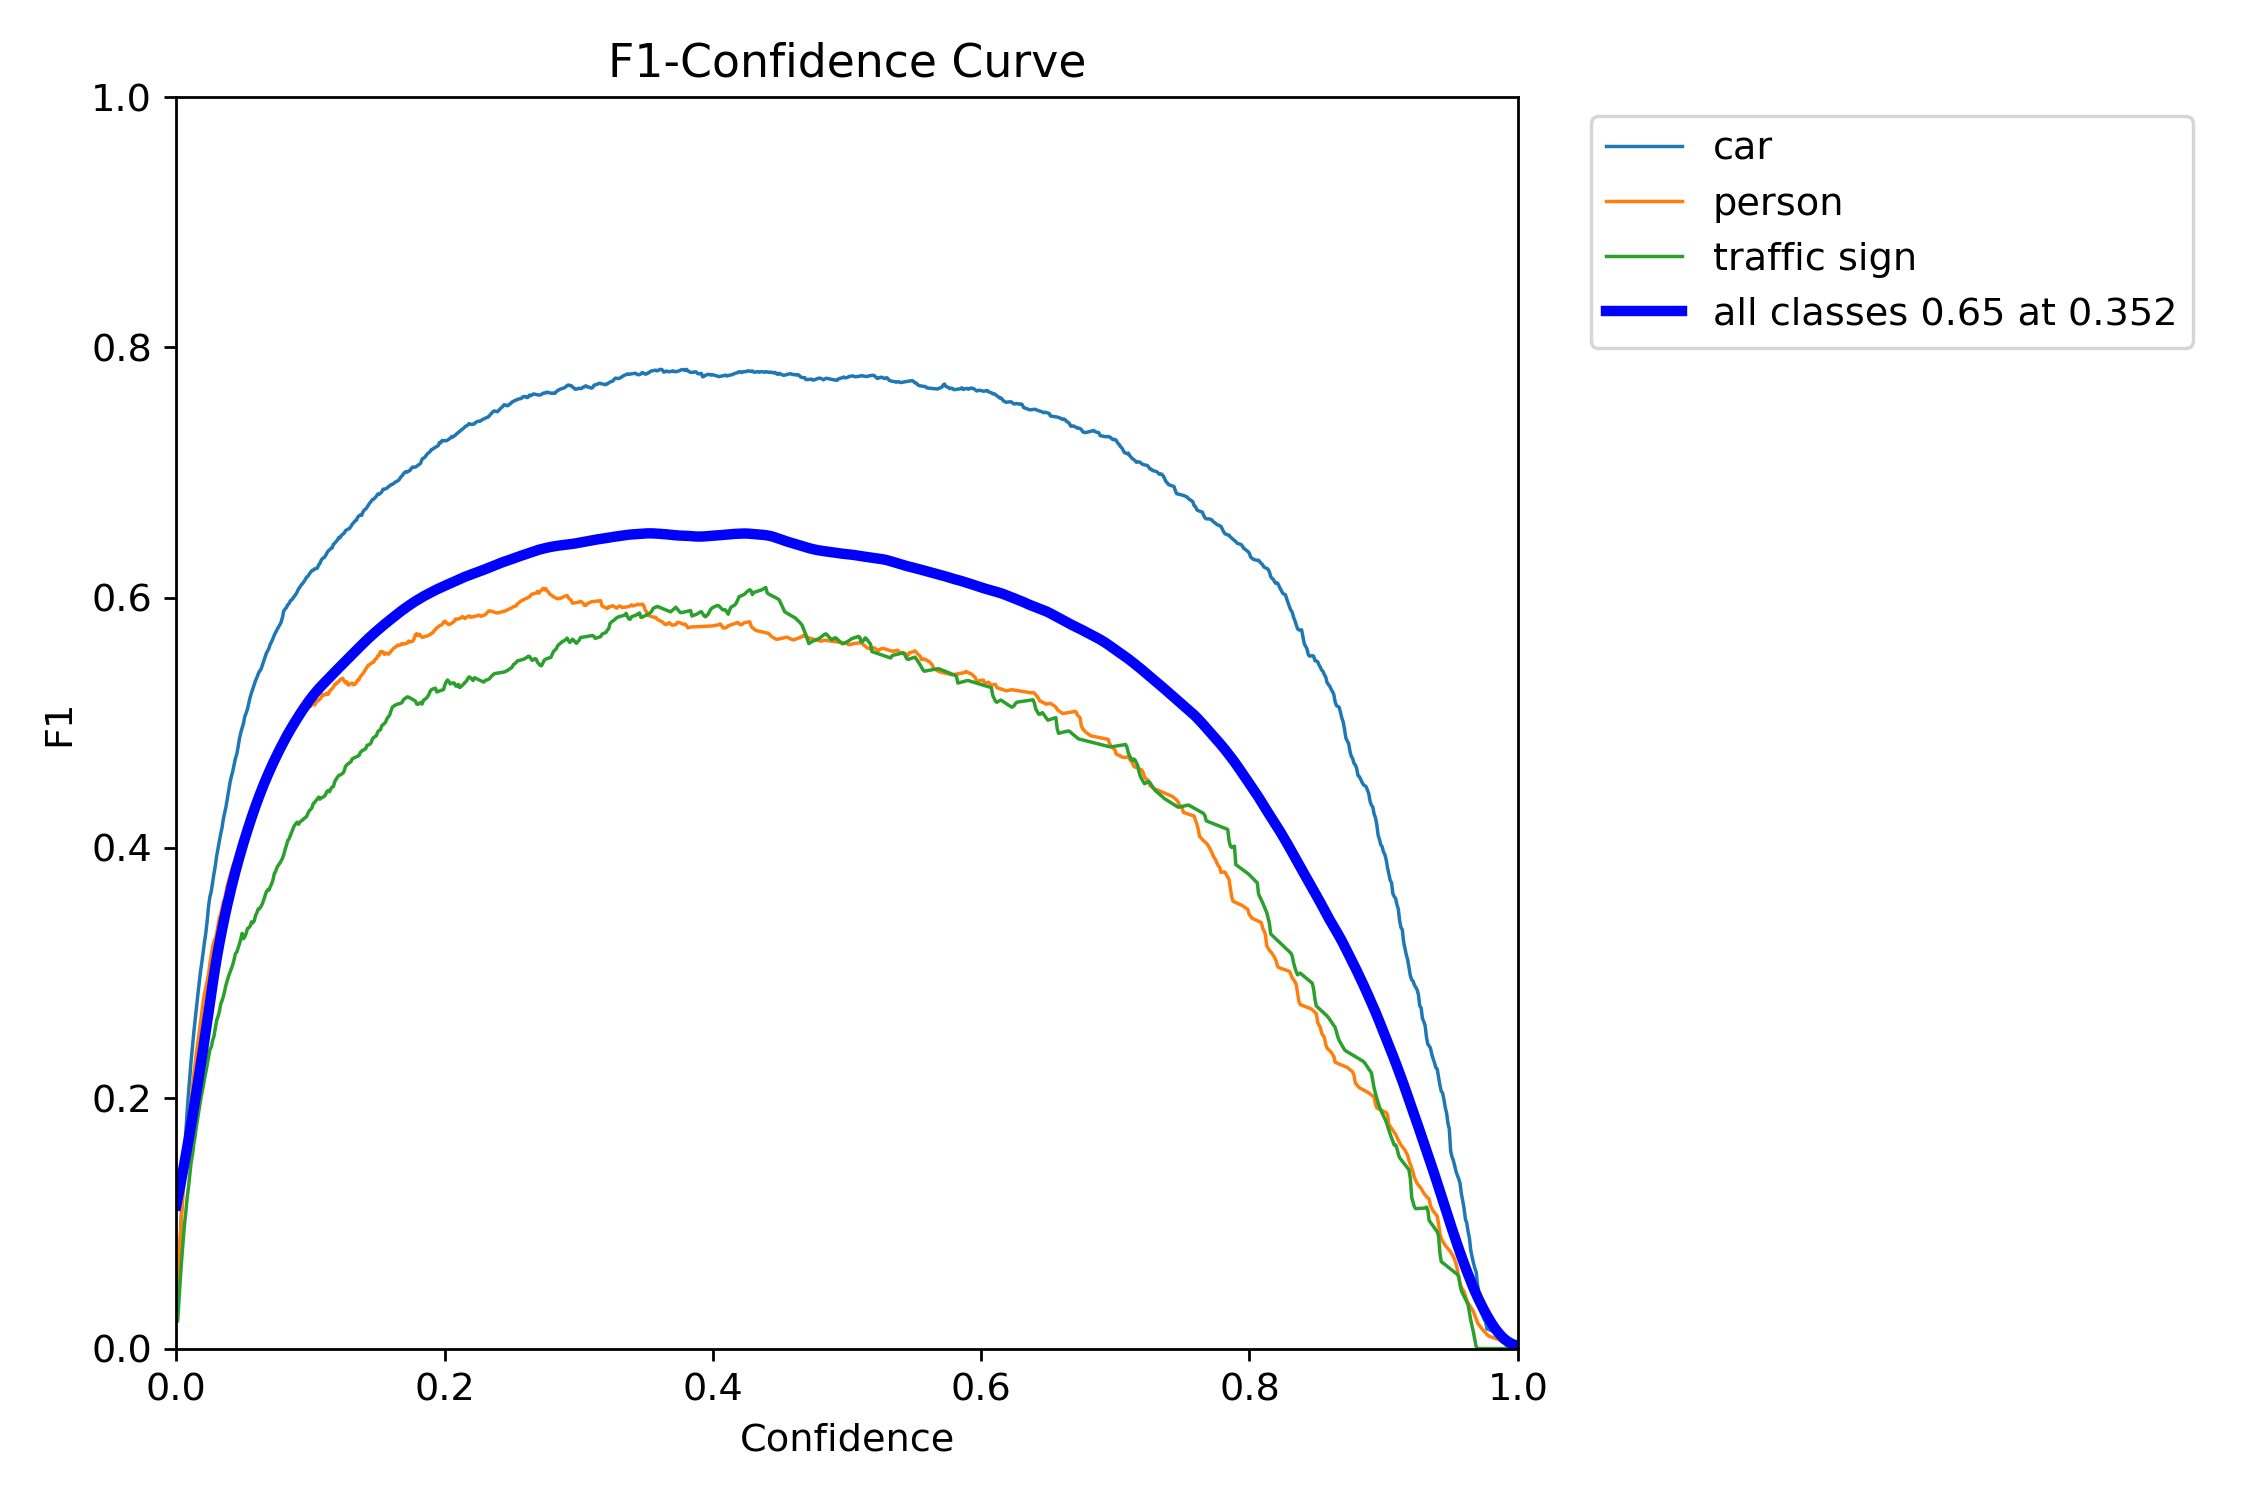 F1-Confidence Curve
1.0
0.8
0.6
0.4
0.2
0.0
F1
0.0 0.2 0.4 0.6 0.8 1.0
Confidence
car
person
traffic sign
all classes 0.65 at 0.352